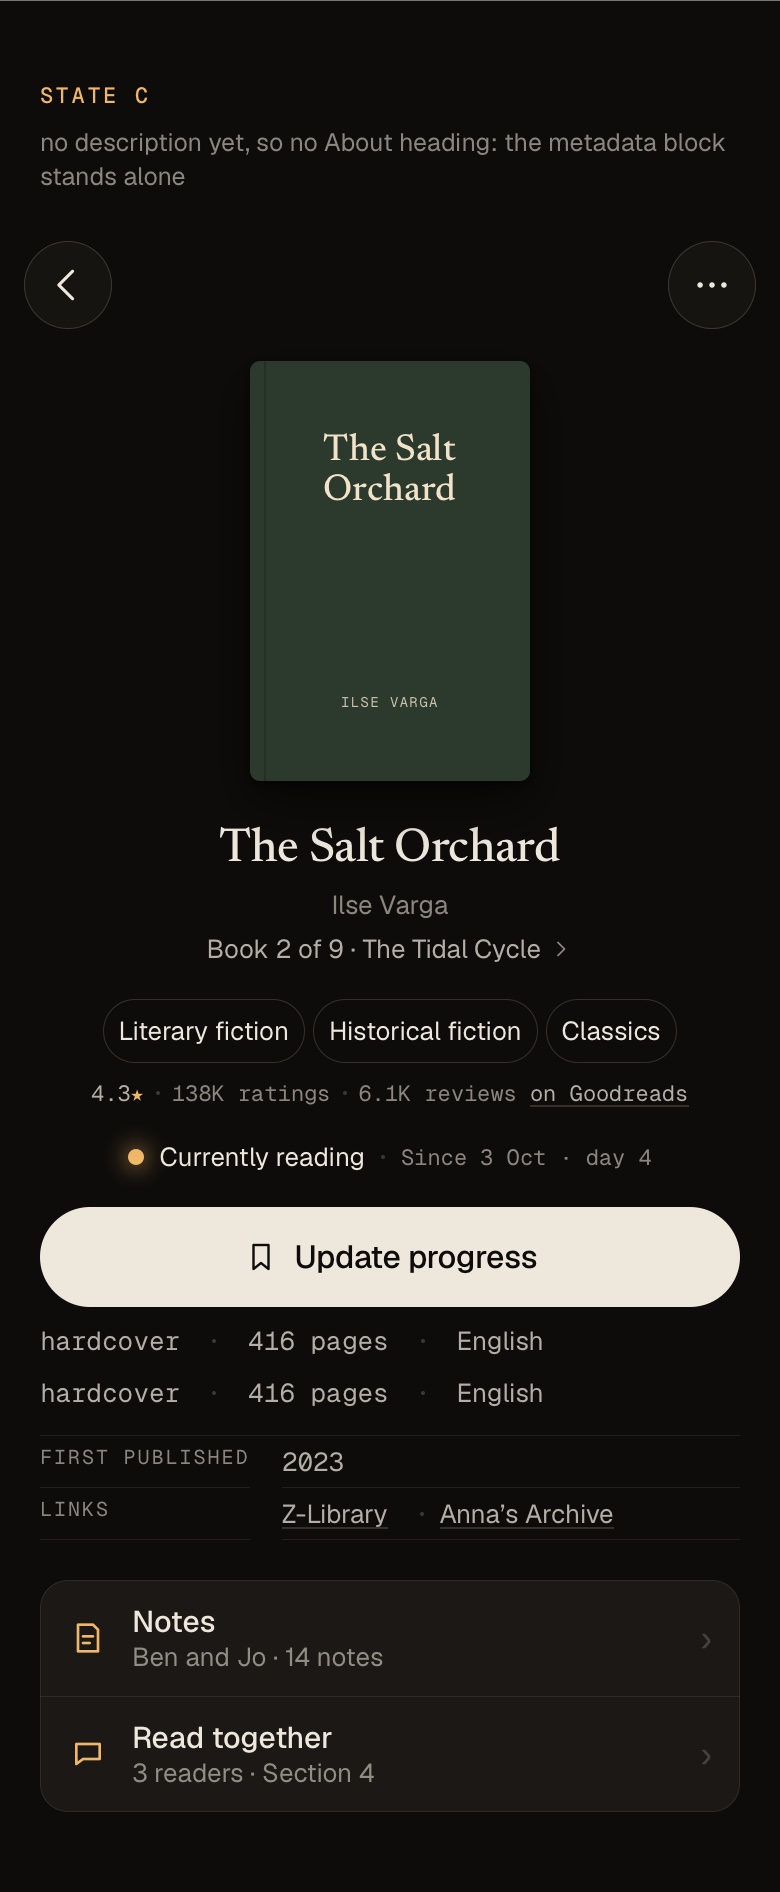 STATE C
no description yet, so no About heading: the metadata block
stands alone
The Salt
Orchard
ILSE VARGA
The Salt Orchard
Ilse Varga
Book 2 of 9 · The Tidal Cycle
Literary fiction Historical fiction Classics
4.3★ · 138K ratings · 6.1K reviews on Goodreads
Currently reading · Since 3 Oct · day 4
Update progress
hardcover · 416 pages · English
hardcover · 416 pages · English
FIRST PUBLISHED 2023
LINKS Z-Library · Anna’s Archive
Notes
Ben and Jo · 14 notes
Read together
3 readers · Section 4